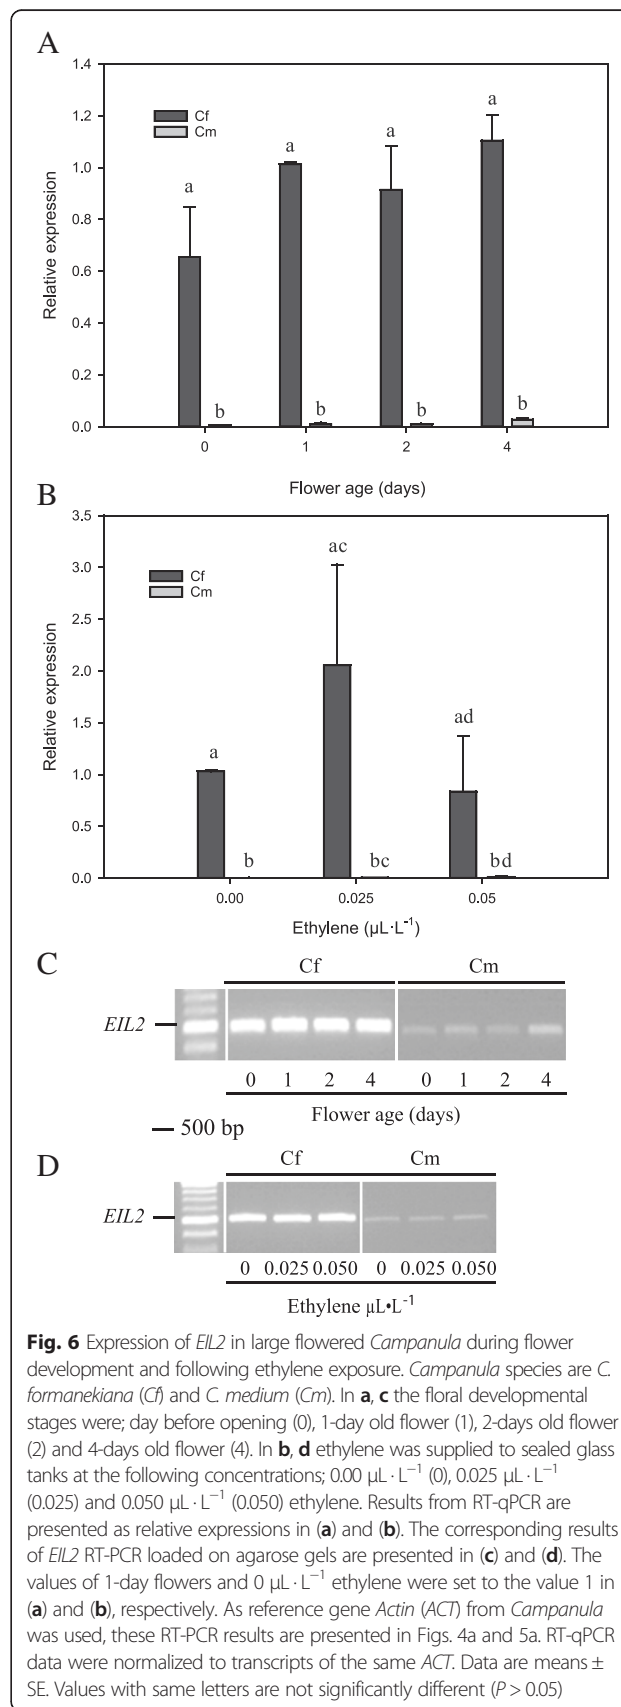 A
Relative expression
1.4
1.2
1.0
0.8
0.6
0.4
0.2
0.0
Cf
Cm
a
b
a
b
a
b
a
b
0 1 2 4
Flower age (days)
B
Relative expression
3.5
3.0
2.5
2.0
1.5
1.0
0.5
0.0
Cf
Cm
a
b
ac
bc
ad
bd
0.00 0.025 0.05
Ethylene (µL·L⁻¹)
C
Cf Cm
EIL2
0 1 2 4 0 1 2 4
Flower age (days)
500 bp
D
Cf Cm
EIL2
0 0.025 0.050 0 0.025 0.050
Ethylene µL•L⁻¹
Fig. 6 Expression of EIL2 in large flowered Campanula during flower
development and following ethylene exposure. Campanula species are C.
formanekiana (Cf) and C. medium (Cm). In a, c the floral developmental
stages were; day before opening (0), 1-day old flower (1), 2-days old flower
(2) and 4-days old flower (4). In b, d ethylene was supplied to sealed glass
tanks at the following concentrations; 0.00 µL · L⁻¹ (0), 0.025 µL · L⁻¹
(0.025) and 0.050 µL · L⁻¹ (0.050) ethylene. Results from RT-qPCR are
presented as relative expressions in (a) and (b). The corresponding results
of EIL2 RT-PCR loaded on agarose gels are presented in (c) and (d). The
values of 1-day flowers and 0 µL · L⁻¹ ethylene were set to the value 1 in
(a) and (b), respectively. As reference gene Actin (ACT) from Campanula
was used, these RT-PCR results are presented in Figs. 4a and 5a. RT-qPCR
data were normalized to transcripts of the same ACT. Data are means ±
SE. Values with same letters are not significantly different (P > 0.05)